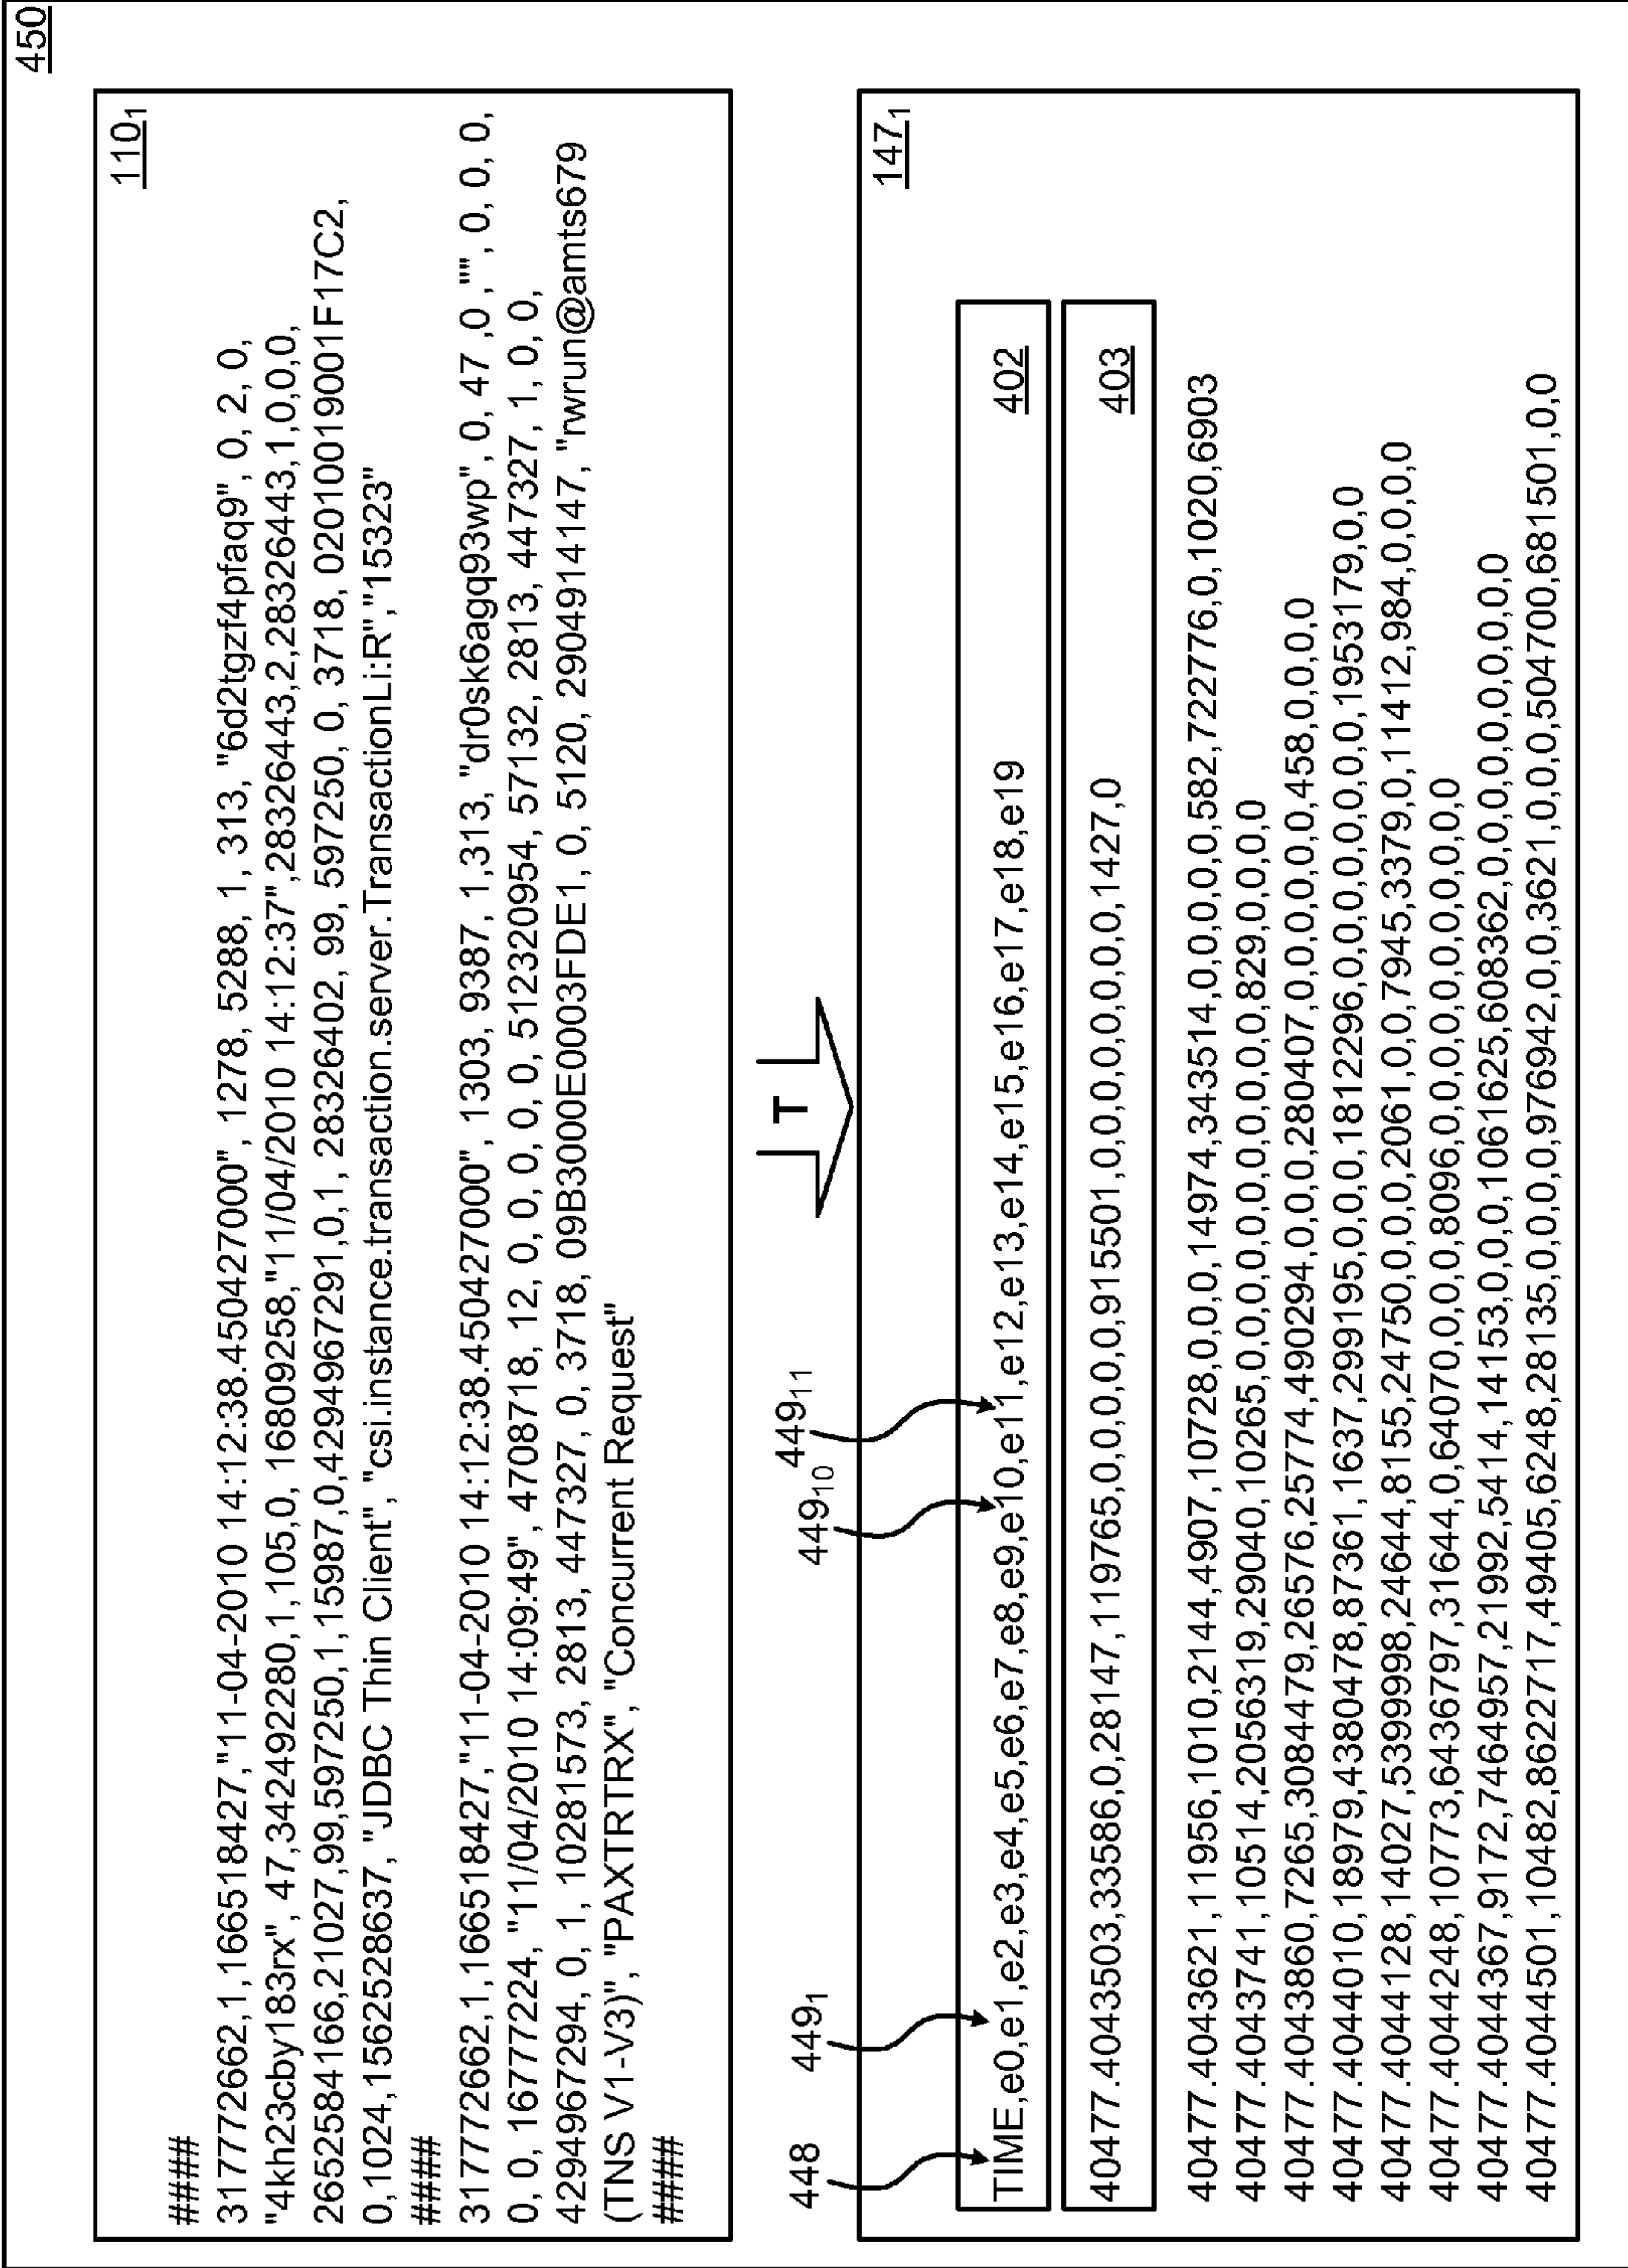 450
110₁
####
317772662,1,166518427,"11-04-2010 14:12:38.450427000", 1278, 5288, 1, 313, "6d2tgzf4pfaq9", 0, 2, 0,
"4kh23cby183rx", 47,3424922801,1,105,0, 16809258,"11/04/2010 14:12:37",28326443,2,28326443,1,0,0,0,
2652584166,21027,99,597250,1,15987,0,4294967291,0,1, 28326402, 99, 597250, 0, 3718, 0201001900​1F17C2,
0,1024,1562528637, "JDBC Thin Client", "csi.instance.transaction.server.TransactionLi:R","15323"
####
317772662,1,166518427,"11-04-2010 14:12:38.450427000", 1303, 9387, 1,313, "dr0sk6agq93wp", 0, 47 ,0 ,"" , 0, 0, 0,
0, 0, 16777224, "11/04/2010 14:09:49", 4708718, 12, 0, 0, 0, 0, 0, 5123320954, 57132, 2813, 447327, 1, 0, 0,
4294967294, 0, 1, 10281573, 2813, 447327, 0, 3718, 09B3000E0003FDE1, 0, 5120, 2904914147, "rwrun@amts679
(TNS V1-V3)", "PAXTRTRX", "Concurrent Request"
####
T
147₁
448
449₁
449₁₀
449₁₁
TIME,e0,e1,e2,e3,e4,e5,e6,e7,e8,e9,e10,e11,e12,e13,e14,e15,e16,e17,e18,e19
402
40477.4043503,33586,0,28147,119765,0,0,0,0,0,915501,0,0,0,0,0,0,0,0,1427,0
403
40477.4043621,11956,1010,2144,4907,10728,0,0,0,14974,343514,0,0,0,0,582,722776,0,1020,6903
40477.4043741,10514,2056319,29040,10265,0,0,0,0,0,0,0,0,0,0,829,0,0,0,0
40477.4043860,7265,3084479,26576,25774,490294,0,0,0,280407,0,0,0,0,0,0,458,0,0,0,0
40477.4044010,18979,4380478,87361,1637,299195,0,0,0,1812296,0,0,0,0,0,0,0,0,1953179,0,0
40477.4044128,14027,5399998,24644,8155,24750,0,0,0,2061,0,0,7945,3379,0,11412,984,0,0,0,0
40477.4044248,10773,6436797,31644,0,64070,0,0,0,8096,0,0,0,0,0,0,0,0,0,0
40477.4044367,9172,7464957,21992,5414,14153,0,0,0,1061625,608362,0,0,0,0,0,0,0,0,0,0
40477.4044501,10482,8622717,49405,6248,28135,0,0,0,0,976942,0,0,3621,0,0,0,504700,681501,0,0